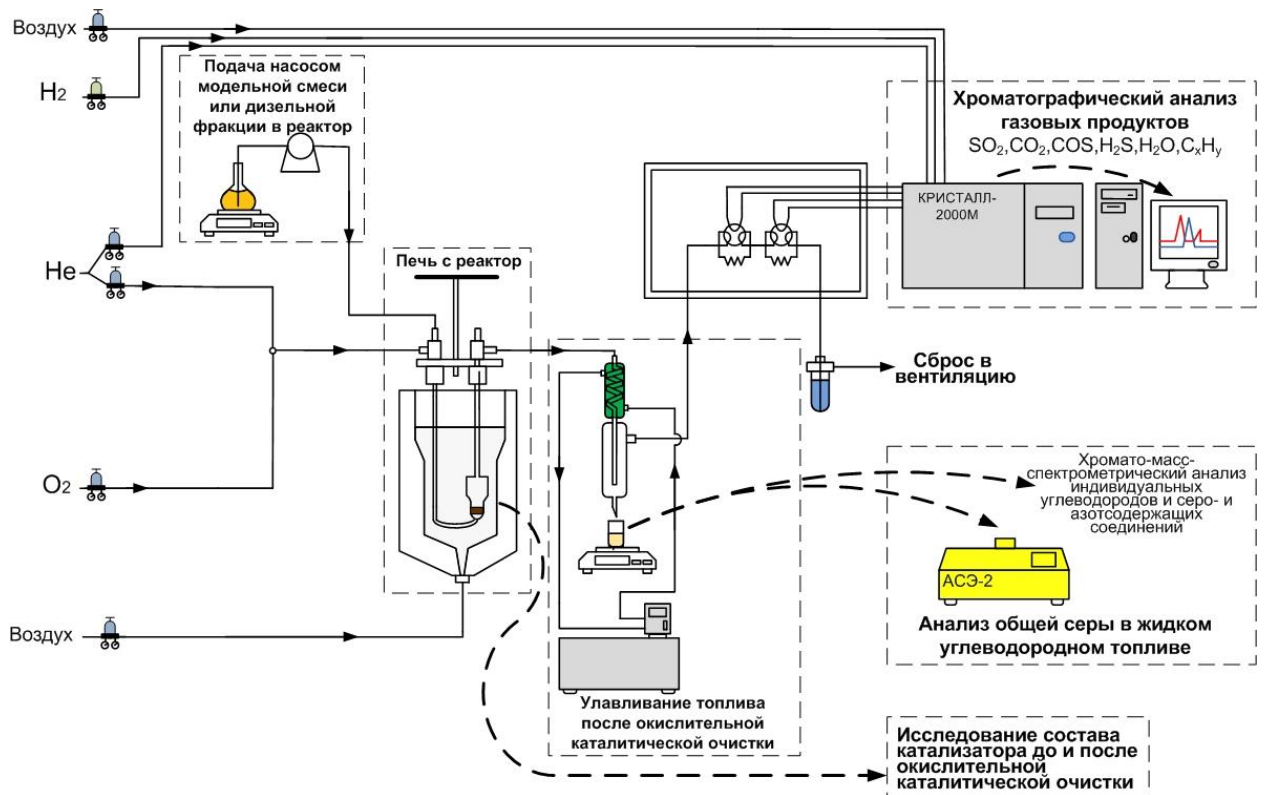 Воздух
H2
Подача насосом
модельной смеси
или дизельной
фракции в реактор
He
Печь с реактор
O2
Воздух
Хроматографический анализ
газовых продуктов
SO2,CO2,COS,H2S,H2O,CxHy
КРИСТАЛЛ-
2000М
Сброс в
вентиляцию
Хромато-масс-
спектрометрический анализ
индивидуальных
углеводородов и серо- и
азотсодержащих
соединений
АСЭ-2
Анализ общей серы в жидком
углеводородном топливе
Улавливание топлива
после окислительной
каталитической очистки
Исследование состава
катализатора до и после
окислительной
каталитической очистки